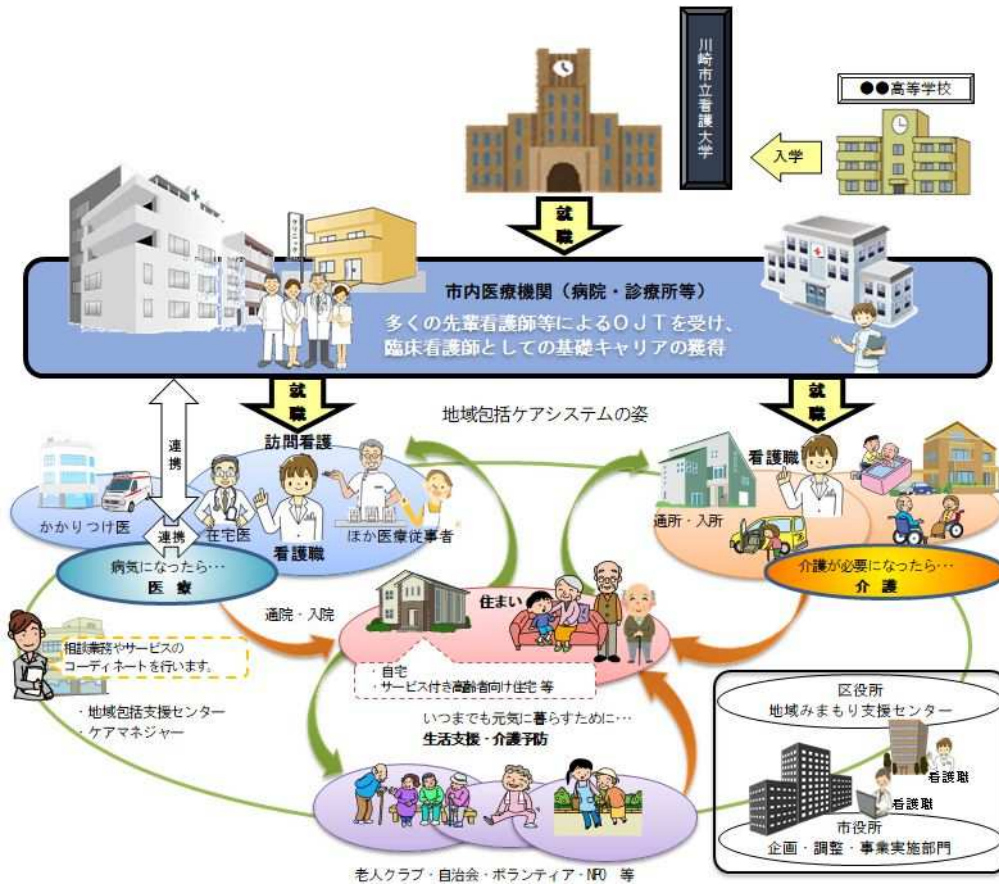 川崎市立看護大学
●●高等学校
入学
就職
クリニック
市内医療機関（病院・診療所等）
多くの先輩看護師等によるＯＪＴを受け、
臨床看護師としての基礎キャリアの獲得
就職
就職
連携
地域包括ケアシステムの姿
訪問看護
看護職
かかりつけ医
連携
在宅医
看護職
ほか医療従事者
通所・入所
病気になったら…
医 療
介護が必要になったら…
介 護
通院・入院
住まい
相談業務やサービスの
コーディネートを行います。
・自宅
・サービス付き高齢者向け住宅 等
・地域包括支援センター
・ケアマネジャー
いつまでも元気に暮らすために…
生活支援・介護予防
区役所
地域みまもり支援センター
看護職
看護職
市役所
企画・調整・事業実施部門
老人クラブ・自治会・ボランティア・NPO 等